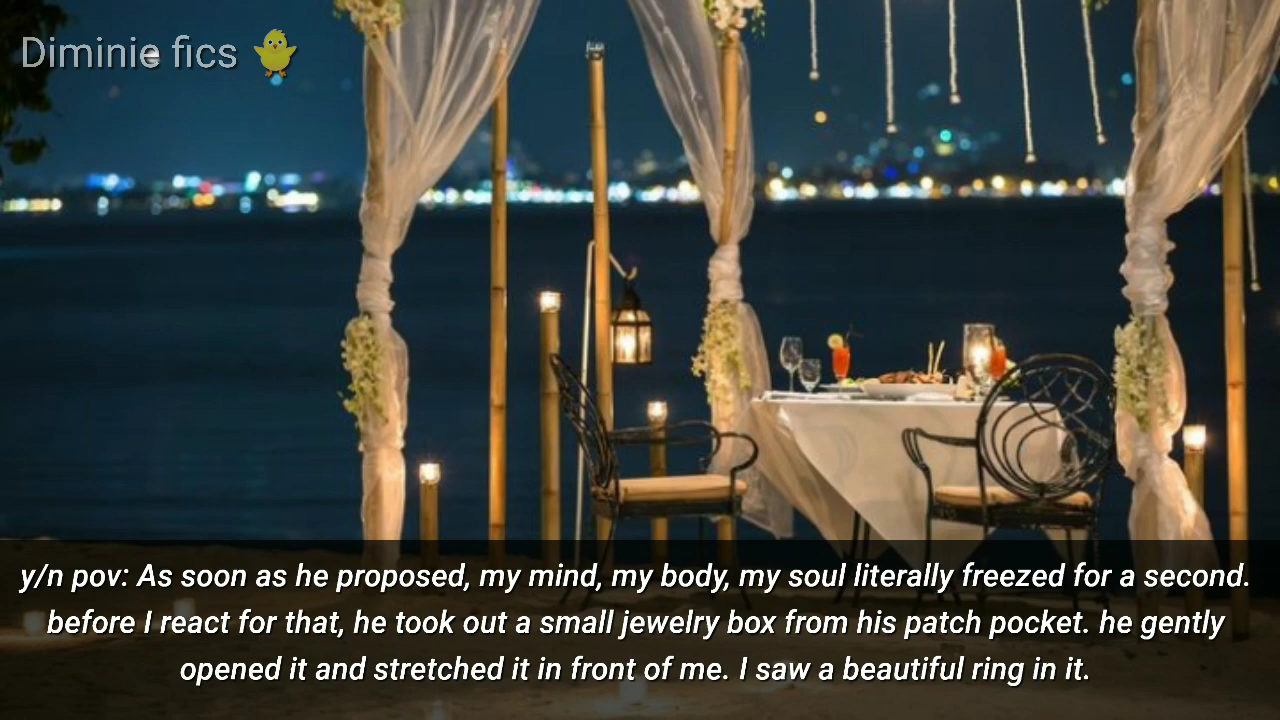 Diminie fics 🐥
y/n pov: As soon as he proposed, my mind, my body, my soul literally freezed for a second.
before I react for that, he took out a small jewelry box from his patch pocket. he gently
opened it and stretched it in front of me. I saw a beautiful ring in it.